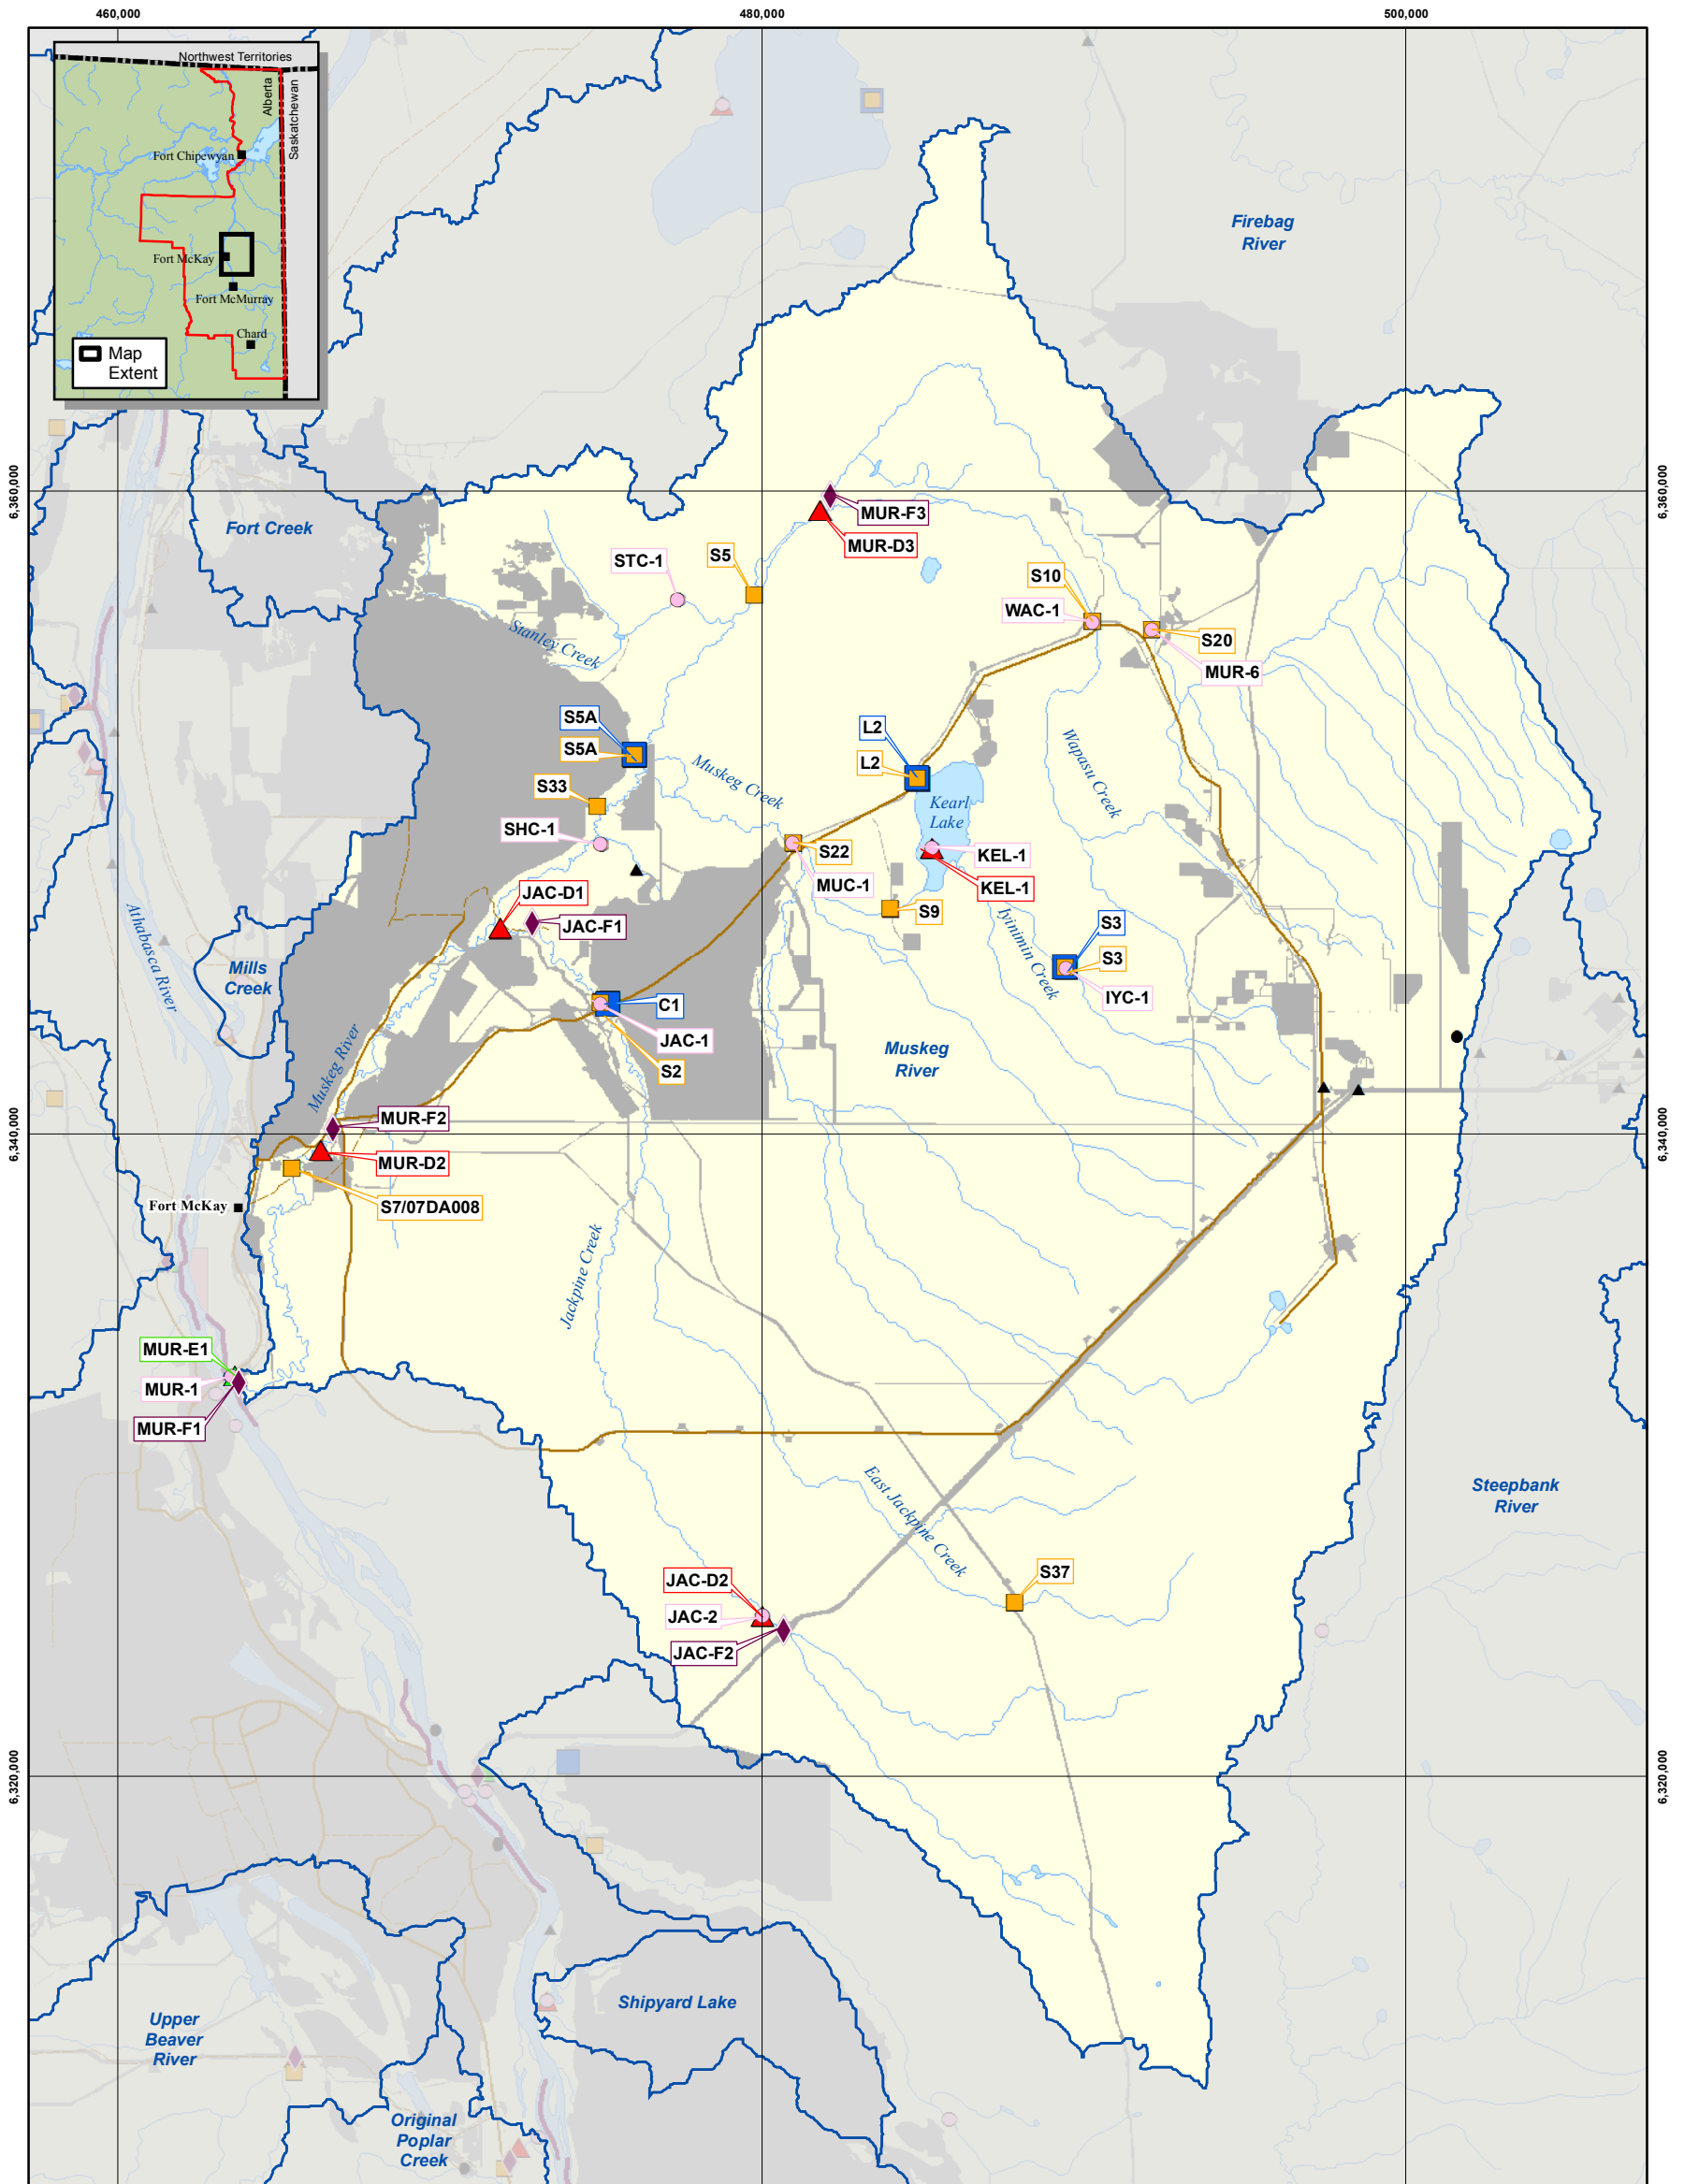 460,000
480,000
500,000
Northwest Territories
Alberta
Saskatchewan
Fort Chipewyan
Fort McKay
Fort McMurray
Chard
Map
Extent
Firebag
River
6,360,000
6,360,000
Fort Creek
MUR-F3
MUR-D3
STC-1
S5
S10
WAC-1
S20
MUR-6
Stanley Creek
S5A
S5A
L2
L2
Muskeg Creek
Wapasu Creek
S33
Kearl
Lake
SHC-1
S22
KEL-1
MUC-1
KEL-1
JAC-D1
JAC-F1
S9
Iyinimin Creek
S3
S3
IYC-1
Athabasca River
Mills
Creek
C1
JAC-1
S2
Muskeg
River
Muskeg River
MUR-F2
6,340,000
6,340,000
MUR-D2
Fort McKay
S7/07DA008
Jackpine Creek
MUR-E1
MUR-1
MUR-F1
East Jackpine Creek
Steepbank
River
JAC-D2
S37
JAC-2
JAC-F2
6,320,000
6,320,000
Upper
Beaver
River
Shipyard Lake
Original
Poplar
Creek